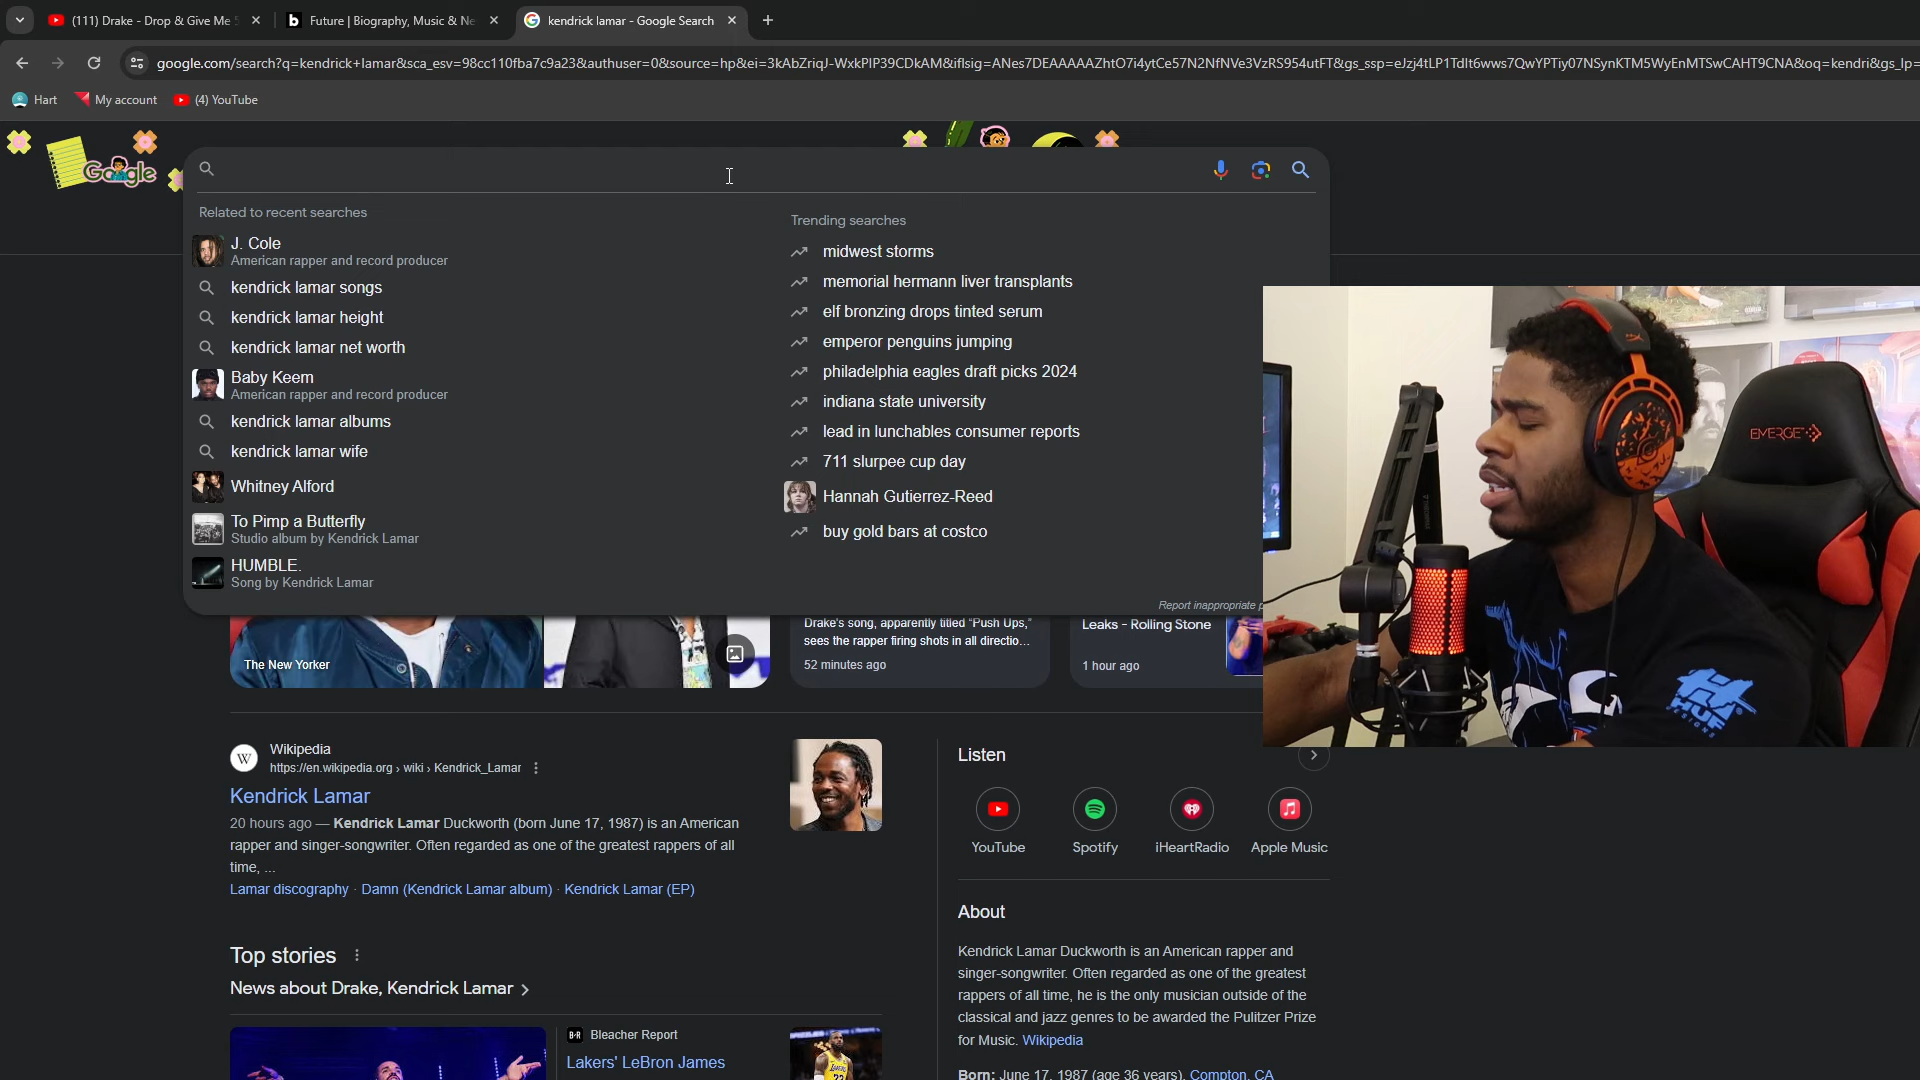 (111) Drake - Drop & Give Me 5
Future | Biography, Music & Ne
kendrick lamar - Google Search
google.com/search?q=kendrick+lamar&sca_esv=98cc110fba7c9a23&authuser=0&source=hp&ei=3kAbZriqJ-WxkPIP39CDkAM&iflsig=ANes7DEAAAAAZhtO7i4ytCe57N2NfNVe3VzRS954utFT&gs_ssp=eJzj4tLP1TdIt6wws7QwYPTiy07NSynKTM5WyEnMTSwCAHT9CNA&oq=kendri&gs_lp=
Hart
My account
(4) YouTube
Google
Related to recent searches
J. Cole
American rapper and record producer
kendrick lamar songs
kendrick lamar height
kendrick lamar net worth
Baby Keem
American rapper and record producer
kendrick lamar albums
kendrick lamar wife
Whitney Alford
To Pimp a Butterfly
Studio album by Kendrick Lamar
HUMBLE.
Song by Kendrick Lamar
Trending searches
midwest storms
memorial hermann liver transplants
elf bronzing drops tinted serum
emperor penguins jumping
philadelphia eagles draft picks 2024
indiana state university
lead in lunchables consumer reports
711 slurpee cup day
Hannah Gutierrez-Reed
buy gold bars at costco
Report inappropriate p
The New Yorker
Drake's song, apparently titled "Push Ups,"
sees the rapper firing shots in all directio...
52 minutes ago
Leaks - Rolling Stone
1 hour ago
EMERGE
HUF
DESIGNS
Wikipedia
https://en.wikipedia.org › wiki › Kendrick_Lamar
Kendrick Lamar
20 hours ago — Kendrick Lamar Duckworth (born June 17, 1987) is an American
rapper and singer-songwriter. Often regarded as one of the greatest rappers of all
time, ...
Lamar discography · Damn (Kendrick Lamar album) · Kendrick Lamar (EP)
Top stories
News about Drake, Kendrick Lamar
B/R Bleacher Report
Lakers' LeBron James
Listen
YouTube
Spotify
iHeartRadio
Apple Music
About
Kendrick Lamar Duckworth is an American rapper and
singer-songwriter. Often regarded as one of the greatest
rappers of all time, he is the only musician outside of the
classical and jazz genres to be awarded the Pulitzer Prize
for Music. Wikipedia
Born: June 17, 1987 (age 36 years), Compton, CA